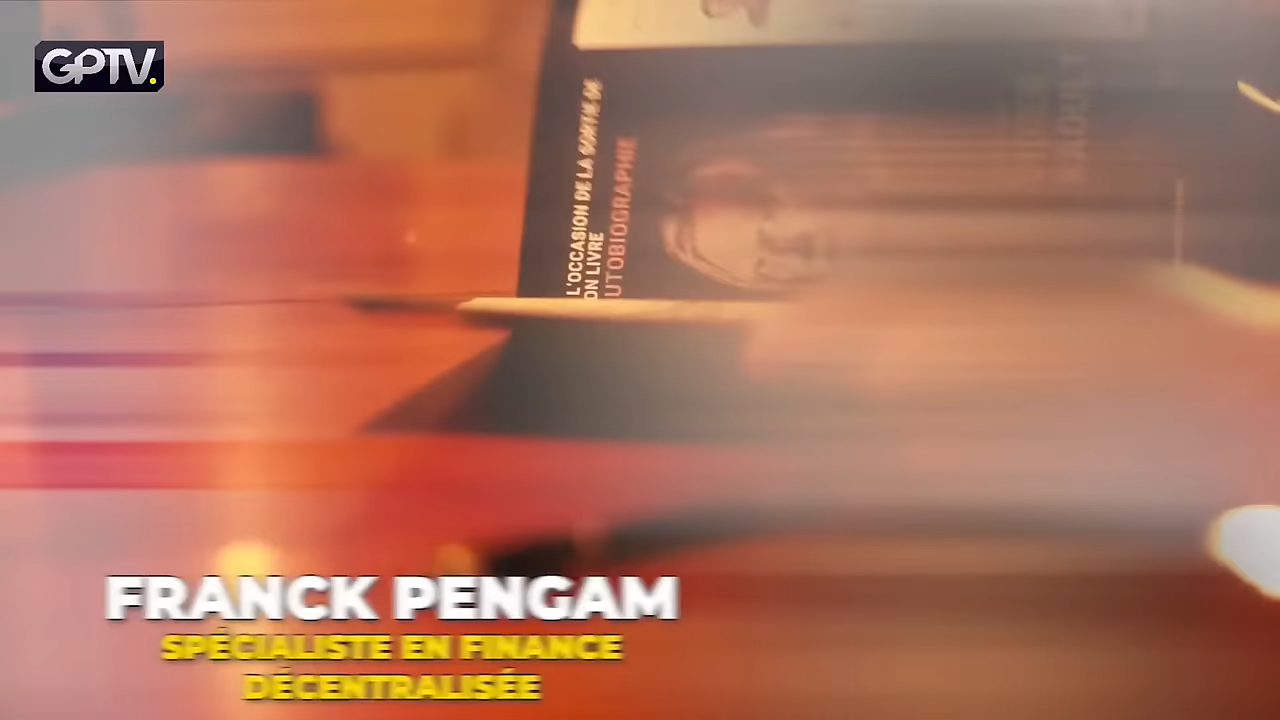 GPTV.
L'OCCASION DE LA SORTIE DE
ON LIVRE
UTOBIOGRAPHIE
FRANCK PENGAM
SPÉCIALISTE EN FINANCE
DÉCENTRALISÉE